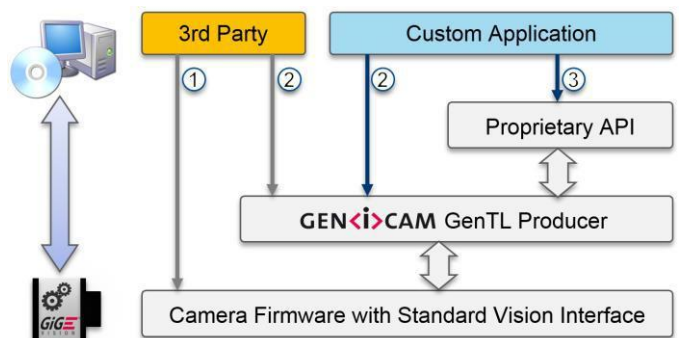 3rd Party
Custom Application
1
2
2
3
Proprietary API
GEN<i>CAM GenTL Producer
Camera Firmware with Standard Vision Interface
GiGE
VISION